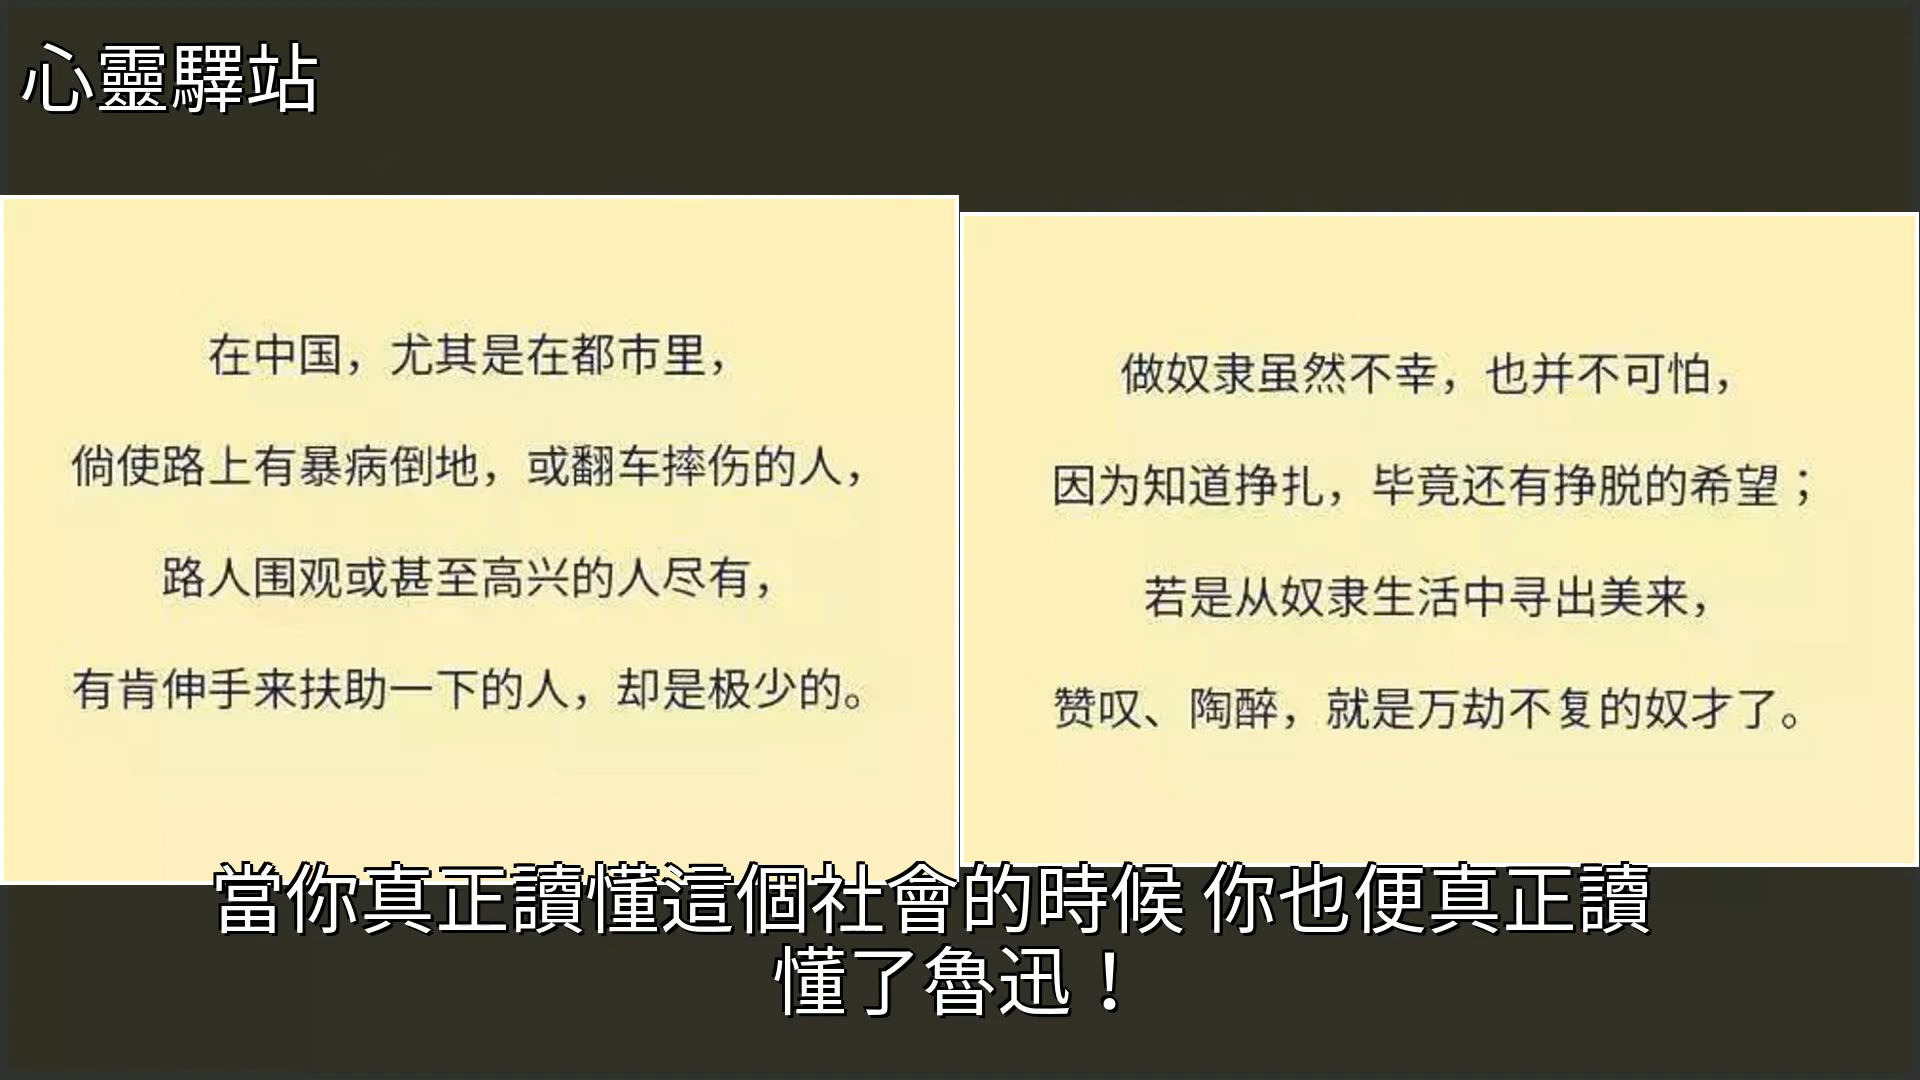 心靈驛站
在中国，尤其是在都市里，
倘使路上有暴病倒地，或翻车摔伤的人，
路人围观或甚至高兴的人尽有，
有肯伸手来扶助一下的人，却是极少的。
做奴隶虽然不幸，也并不可怕，
因为知道挣扎，毕竟还有挣脱的希望；
若是从奴隶生活中寻出美来，
赞叹、陶醉，就是万劫不复的奴才了。
當你真正讀懂這個社會的時候 你也便真正讀
懂了魯迅！